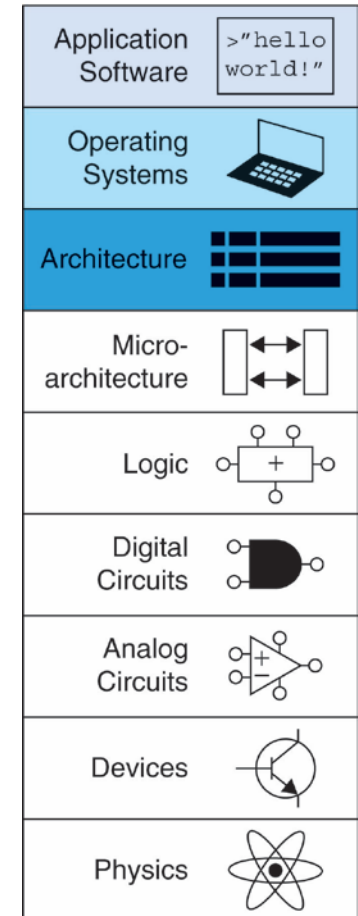 Application
Software
>"hello
world!"
Operating
Systems
Architecture
Micro-
architecture
Logic
+
Digital
Circuits
Analog
Circuits
+
−
Devices
Physics